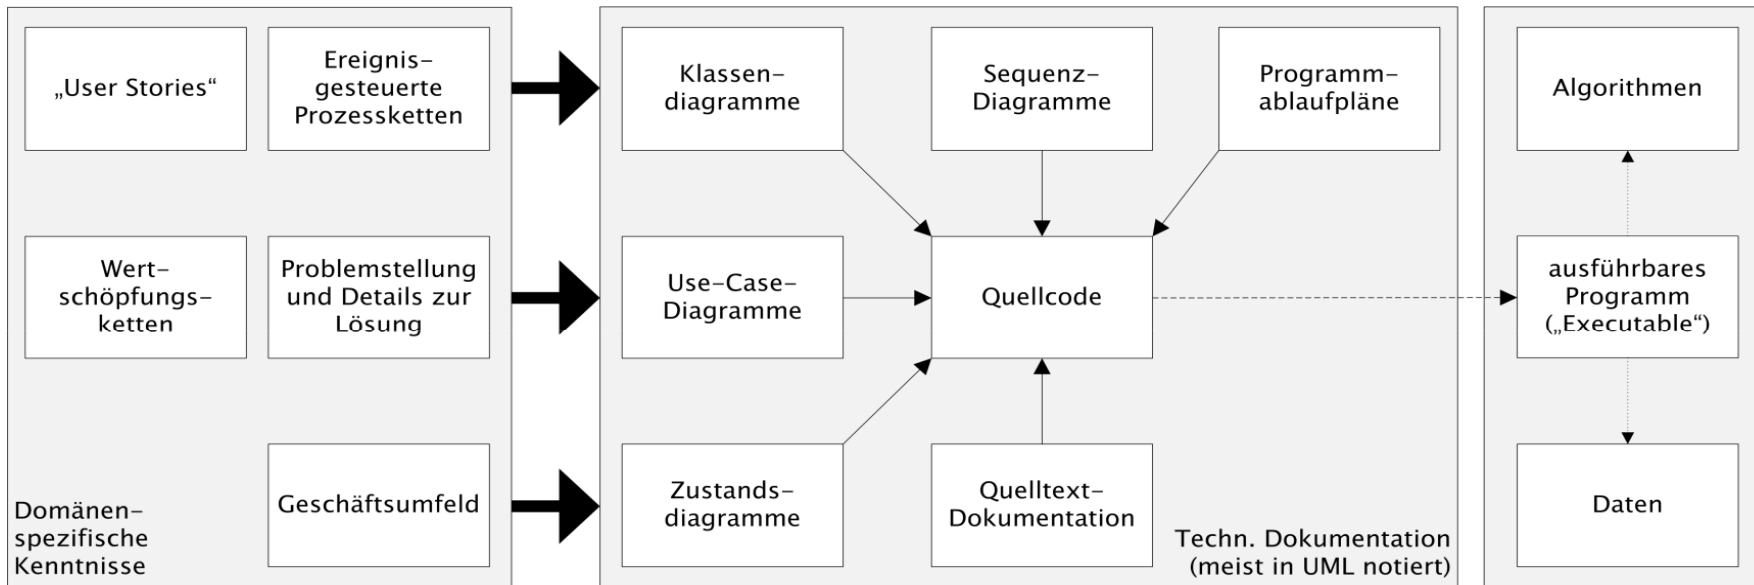 „User Stories“
Ereignis-
gesteuerte
Prozessketten
Klassen-
diagramme
Sequenz-
Diagramme
Programm-
ablaufpläne
Algorithmen
Wert-
schöpfungs-
ketten
Problemstellung
und Details zur
Lösung
Use-Case-
Diagramme
Quellcode
ausführbares
Programm
(„Executable“)
Geschäftsumfeld
Zustands-
diagramme
Quelltext-
Dokumentation
Daten
Domänen-
spezifische
Kenntnisse
Techn. Dokumentation
(meist in UML notiert)